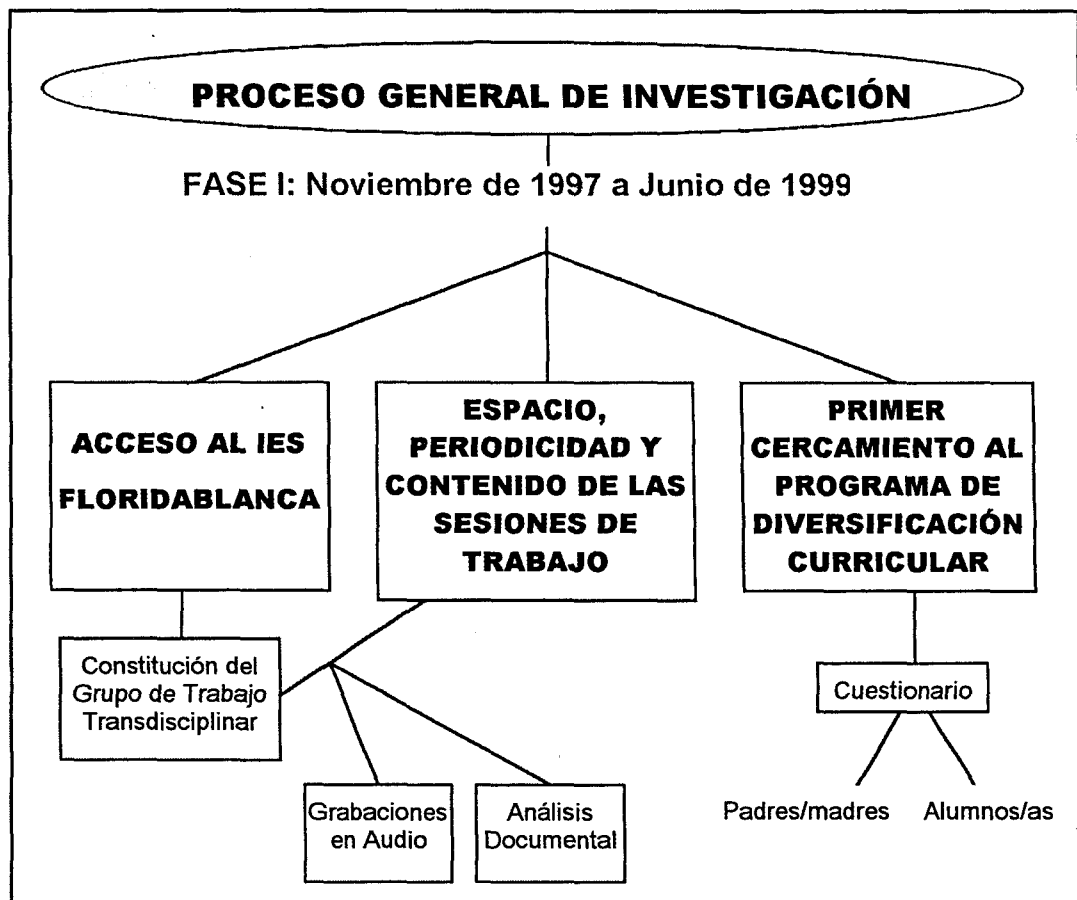 PROCESO GENERAL DE INVESTIGACIÓN
FASE I: Noviembre de 1997 a Junio de 1999
ACCESO AL IES
FLORIDABLANCA
ESPACIO,
PERIODICIDAD Y
CONTENIDO DE LAS
SESIONES DE
TRABAJO
PRIMER
CERCAMIENTO AL
PROGRAMA DE
DIVERSIFICACIÓN
CURRICULAR
Constitución del
Grupo de Trabajo
Transdisciplinar
Cuestionario
Grabaciones
en Audio
Análisis
Documental
Padres/madres
Alumnos/as